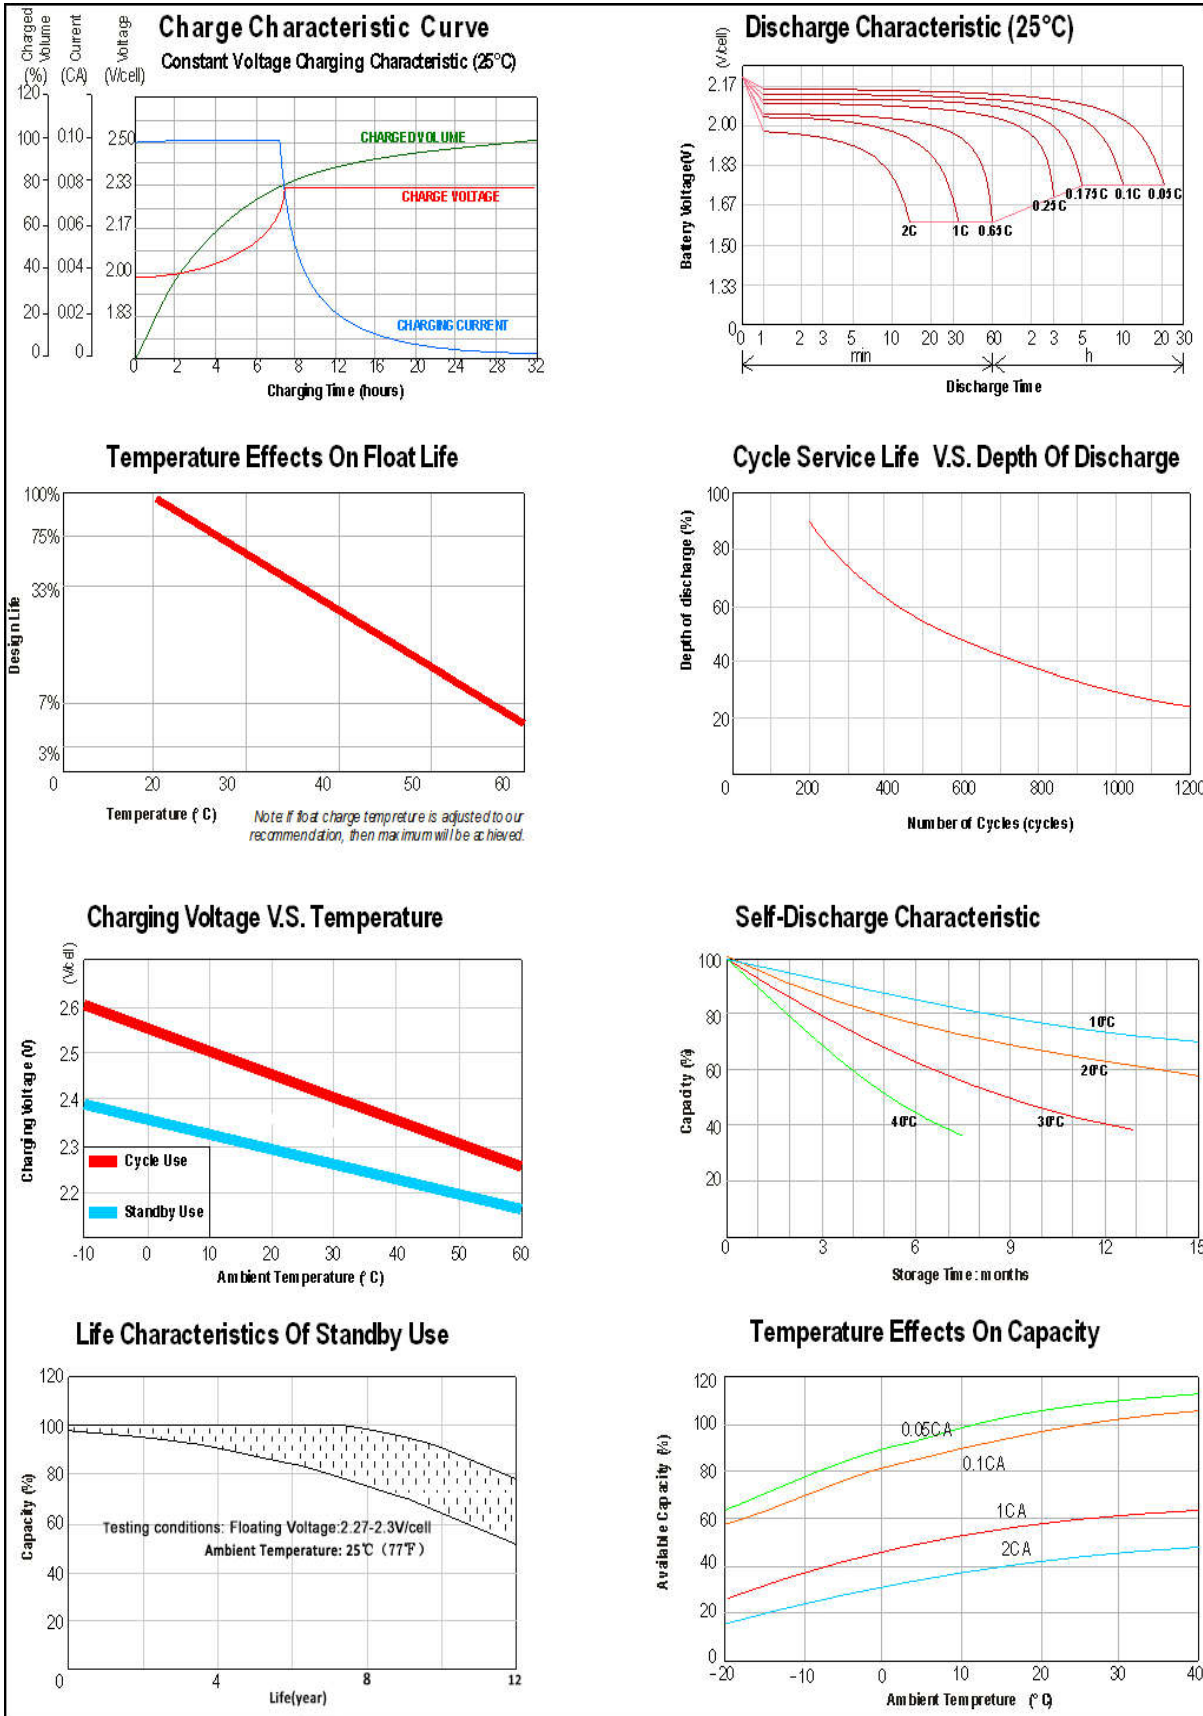 Charge Characteristic Curve
Constant Voltage Charging Characteristic (25°C)
Charged Volume
(%)
Current
(CA)
Voltage
(V/cell)
120
100
80
60
40
20
0
0.10
0.08
0.06
0.04
0.02
0
2.50
2.33
2.17
2.00
1.83
CHARGED VOLUME
CHARGE VOLTAGE
CHARGING CURRENT
0 2 4 6 8 12 16 20 24 28 32
Charging Time (hours)
Discharge Characteristic (25°C)
(V/cell)
Battery Voltage(V)
2.17
2.00
1.83
1.67
1.50
1.33
0
2C 1C 0.65C 0.25C 0.175C 0.1C 0.05C
0 1 2 3 5 10 20 30 60 2 3 5 10 20 30
min h
Discharge Time
Temperature Effects On Float Life
Design Life
100%
75%
33%
7%
3%
0 20 30 40 50 60
Temperature (°C)
Note: If float charge tempreture is adjusted to our
recommendation, then maximum will be achieved.
Cycle Service Life V.S. Depth Of Discharge
Depth of discharge (%)
100
80
60
40
20
0 200 400 600 800 1000 1200
Number of Cycles (cycles)
Charging Voltage V.S. Temperature
(V/cell)
Charging Voltage (V)
2.6
2.5
2.4
2.3
2.2
Cycle Use
Standby Use
-10 0 10 20 30 40 50 60
Ambient Temperature (°C)
Self-Discharge Characteristic
Capacity (%)
100
80
60
40
20
10°C
20°C
30°C
40°C
0 3 6 9 12 15
Storage Time: months
Life Characteristics Of Standby Use
Capacity (%)
120
100
80
60
40
20
Testing conditions: Floating Voltage:2.27-2.3V/cell
Ambient Temperature: 25℃ (77℉)
0 4 8 12
Life(year)
Temperature Effects On Capacity
Available Capacity (%)
120
100
80
60
40
20
0
0.05CA
0.1CA
1CA
2CA
-20 -10 0 10 20 30 40
Ambient Tempreture (°C)